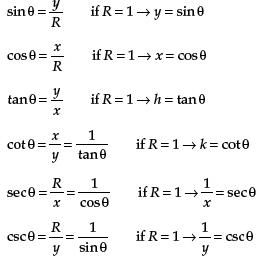 sinθ = y/R if R = 1 → y = sinθ
cosθ = x/R if R = 1 → x = cosθ
tanθ = y/x if R = 1 → h = tanθ
cotθ = x/y = 1/tanθ if R = 1 → k = cotθ
secθ = R/x = 1/cosθ if R = 1 → 1/x = secθ
cscθ = R/y = 1/sinθ if R = 1 → 1/y = cscθ